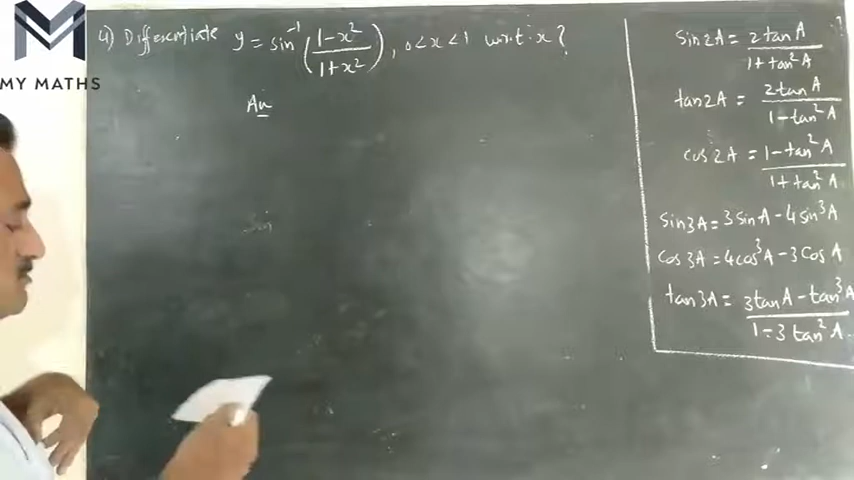 MY MATHS
4) Differentiate y = sin⁻¹((1-x²)/(1+x²)), 0<x<1 w.r.t. x?
An
sin2A = 2tanA/(1+tan²A)
tan2A = 2tanA/(1-tan²A)
cos2A = (1-tan²A)/(1+tan²A)
sin3A = 3sinA - 4sin³A
cos3A = 4cos³A - 3cosA
tan3A = (3tanA - tan³A)/(1-3tan²A)